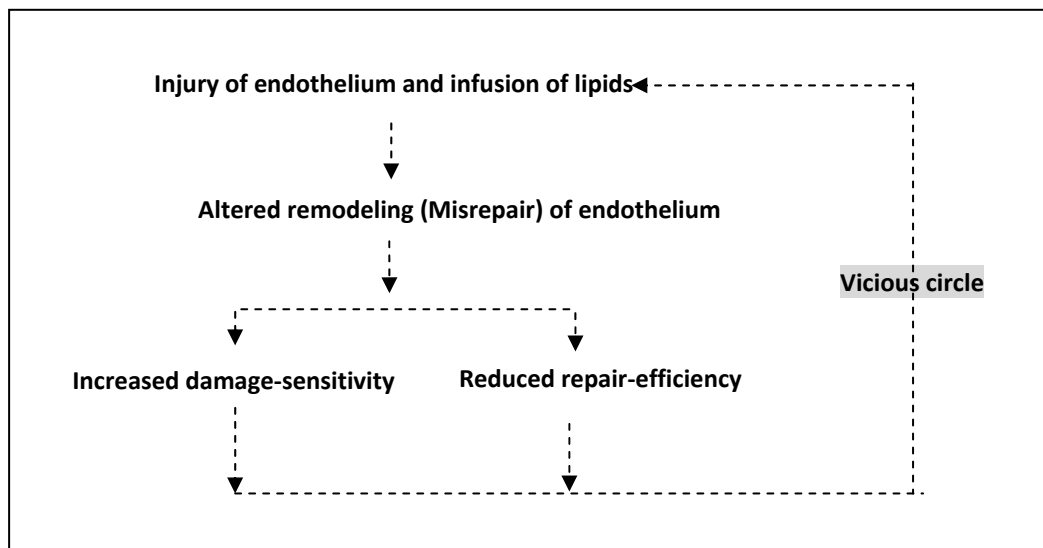 Injury of endothelium and infusion of lipids
Altered remodeling (Misrepair) of endothelium
Vicious circle
Increased damage-sensitivity
Reduced repair-efficiency